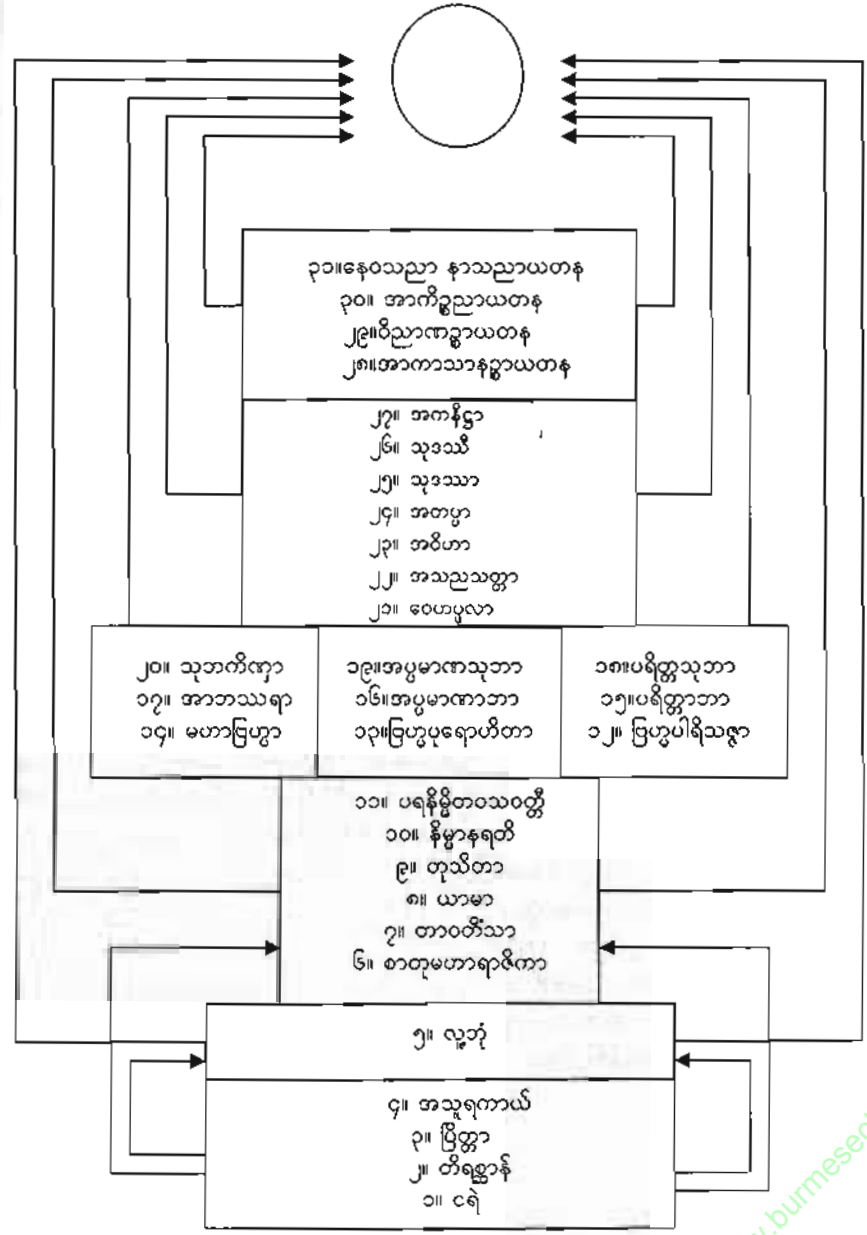 ၃၁။နေဝသညာ နာသညာယတန
၃၀။ အာကိဉ္စညာယတန
၂၉။ဝိညာဏဉ္စာယတန
၂၈။အာကာသာနဉ္စာယတန
၂၇။ အကနိဋ္ဌာ
၂၆။ သုဒဿီ
၂၅။ သုဒဿာ
၂၄။ အတပ္ပာ
၂၃။ အဝိဟာ
၂၂။ အသညသတ္တာ
၂၁။ ဝေဟပ္ဖလာ
၂၀။ သုဘကိဏှာ ၁၉။အပ္ပမာဏသုဘာ ၁၈။ပရိတ္တသုဘာ
၁၇။ အာဘဿရာ ၁၆။အပ္ပမာဏာဘာ ၁၅။ပရိတ္တာဘာ
၁၄။ မဟာဗြဟ္မာ ၁၃။ဗြဟ္မပုရောဟိတာ ၁၂။ ဗြဟ္မပါရိသဇ္ဇာ
၁၁။ ပရနိမ္မိတဝသဝတ္တီ
၁၀။ နိမ္မာနရတိ
၉။ တုသိတာ
၈။ ယာမာ
၇။ တာဝတိံသာ
၆။ စာတုမဟာရာဇိကာ
၅။ လူ့ဘုံ
၄။ အသူရကာယ်
၃။ ပြိတ္တာ
၂။ တိရစ္ဆာန်
၁။ ငရဲ